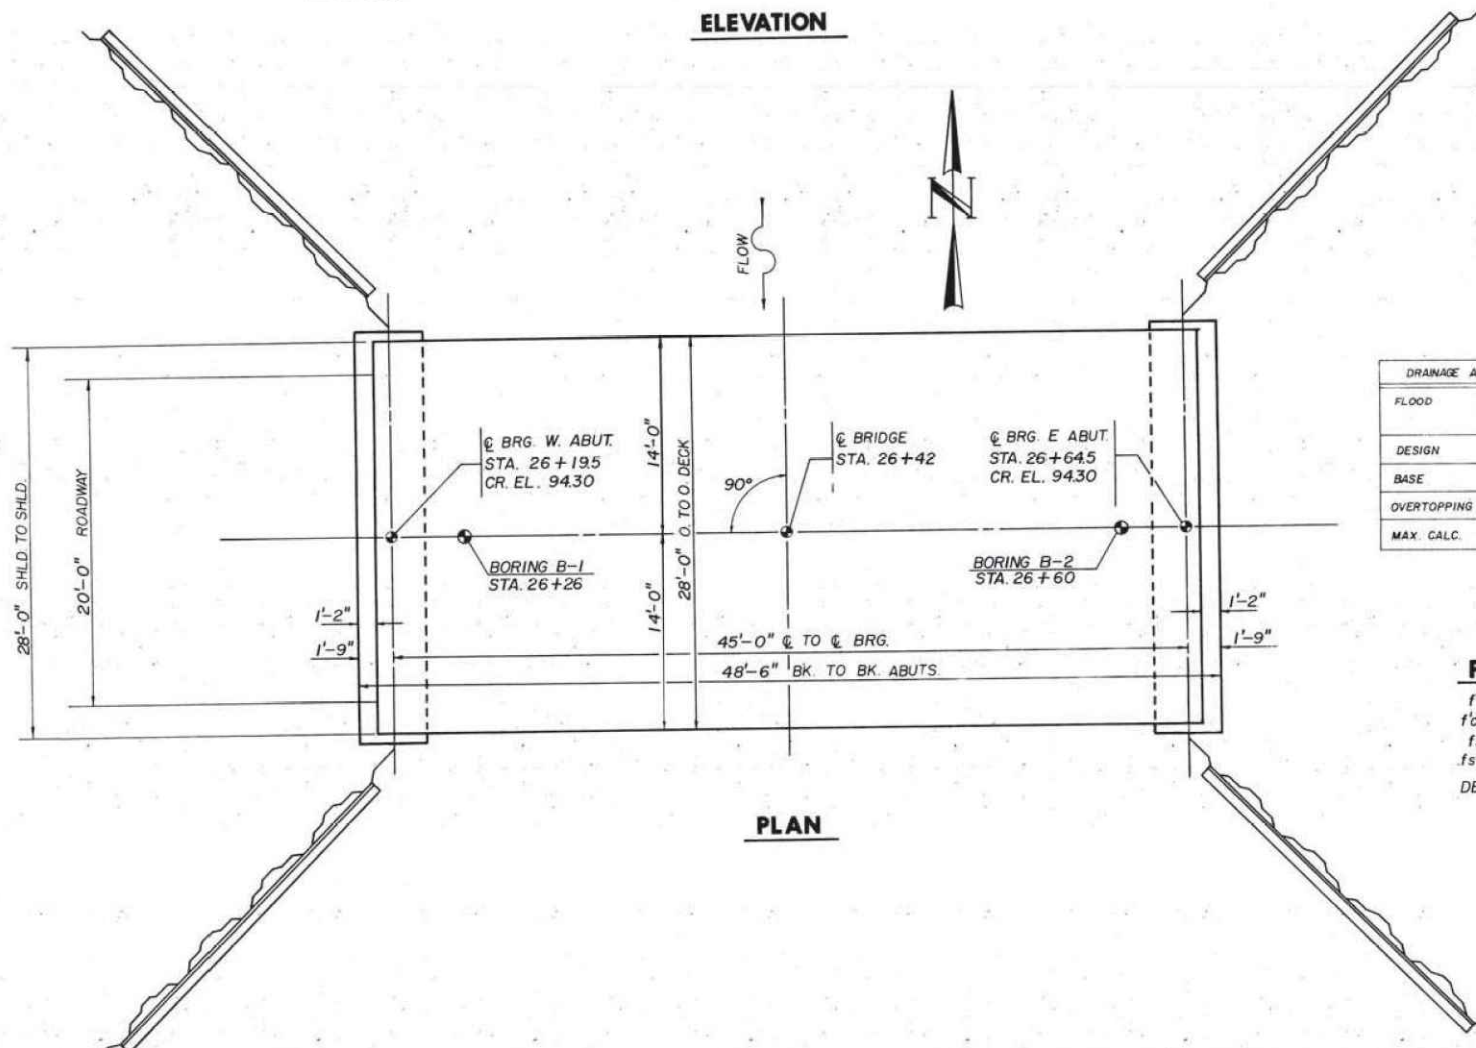 ELEVATION
N
FLOW
28'-0" SHLD. TO SHLD.
20'-0" ROADWAY
℄ BRG. W. ABUT.
STA. 26+19.5
CR. EL. 94.30
14'-0"
28'-0" O. TO O. DECK
14'-0"
℄ BRIDGE
STA. 26+42
90°
℄ BRG. E ABUT.
STA. 26+64.5
CR. EL. 94.30
BORING B-1
STA. 26+26
BORING B-2
STA. 26+60
1'-2"
1'-9"
1'-2"
1'-9"
45'-0" ℄ TO ℄ BRG.
48'-6" BK. TO BK. ABUTS.
PLAN
DRAINAGE A
FLOOD
DESIGN
BASE
OVERTOPPING
MAX. CALC.